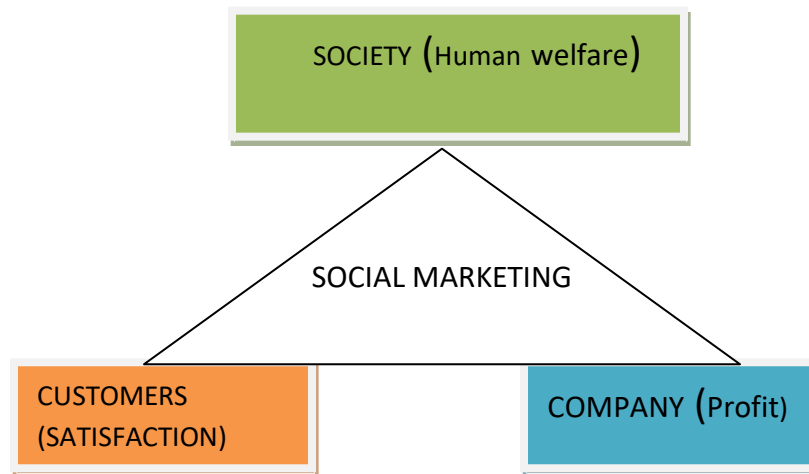 SOCIETY (Human welfare)
SOCIAL MARKETING
CUSTOMERS
(SATISFACTION)
COMPANY (Profit)